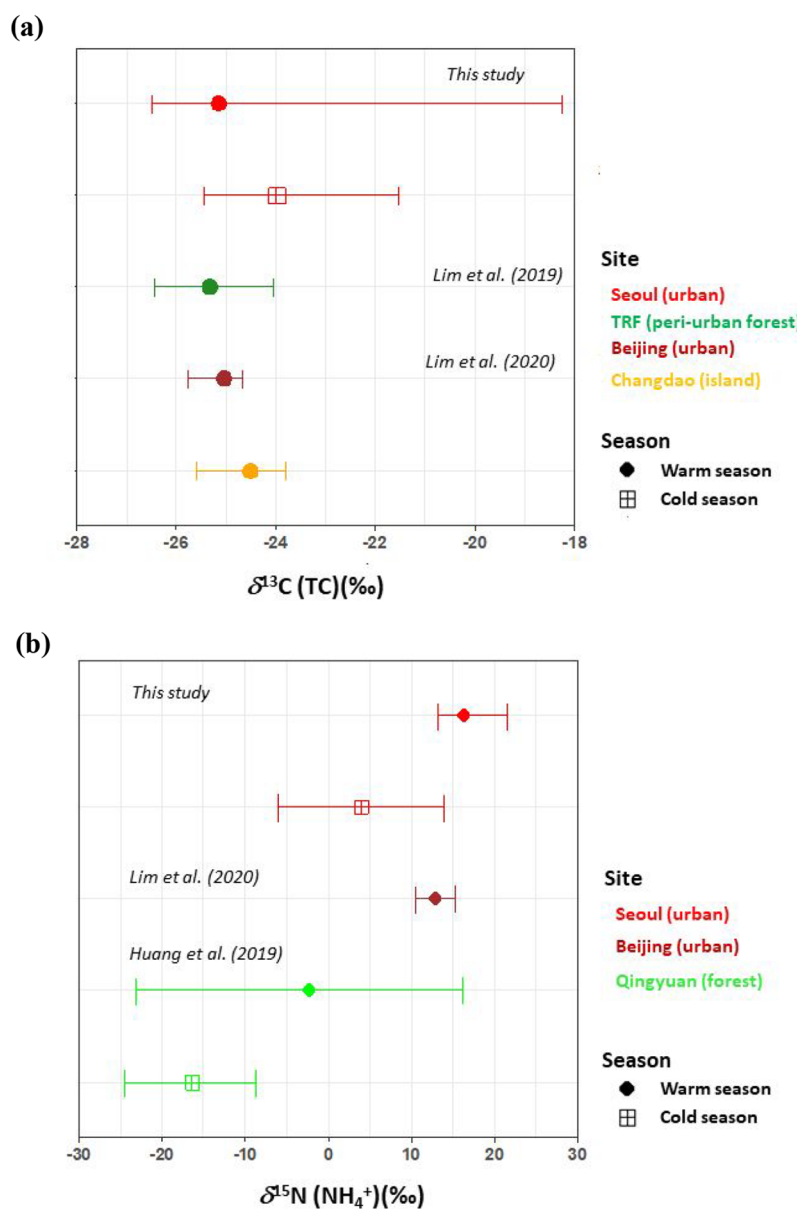 (a)
This study
Lim et al. (2019)
Lim et al. (2020)
-28
-26
-24
-22
-20
-18
δ¹³C (TC)(‰)
Site
Seoul (urban)
TRF (peri-urban forest)
Beijing (urban)
Changdao (island)
Season
Warm season
Cold season
(b)
This study
Lim et al. (2020)
Huang et al. (2019)
-30
-20
-10
0
10
20
30
δ¹⁵N (NH₄⁺)(‰)
Site
Seoul (urban)
Beijing (urban)
Qingyuan (forest)
Season
Warm season
Cold season